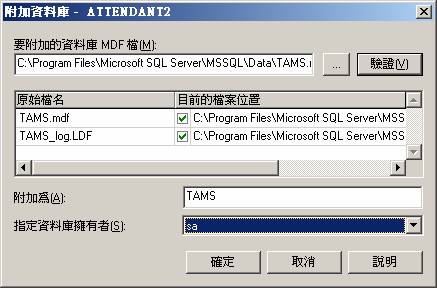 附加資料庫 - ATTENDANT2
要附加的資料庫 MDF 檔(M):
C:\Program Files\Microsoft SQL Server\MSSQL\Data\TAMS.
...
驗證(V)
原始檔名 目前的檔案位置
TAMS.mdf C:\Program Files\Microsoft SQL Server\MSS
TAMS_log.LDF C:\Program Files\Microsoft SQL Server\MSS
附加為(A): TAMS
指定資料庫擁有者(S): sa
確定 取消 說明